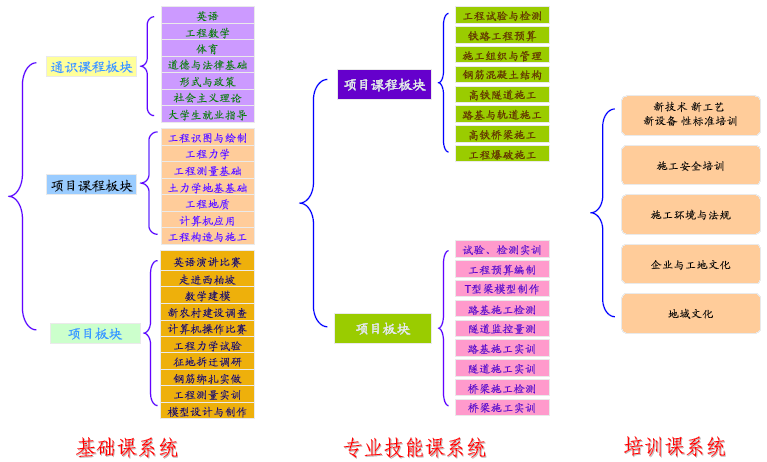 通识课程板块
英语
工程数学
体育
道德与法律基础
形式与政策
社会主义理论
大学生就业指导
项目课程板块
工程识图与绘制
工程力学
工程测量基础
土力学地基基础
工程地质
计算机应用
工程构造与施工
项目板块
英语演讲比赛
走进西柏坡
数学建模
新农村建设调查
计算机操作比赛
工程力学试验
征地拆迁调研
钢筋绑扎实做
工程测量实训
模型设计与制作
基础课系统
项目课程板块
工程试验与检测
铁路工程预算
施工组织与管理
钢筋混凝土结构
高铁隧道施工
路基与轨道施工
高铁桥梁施工
工程爆破施工
项目板块
试验、检测实训
工程预算编制
T型梁模型制作
路基施工检测
隧道监控量测
路基施工实训
隧道施工实训
桥梁施工检测
桥梁施工实训
专业技能课系统
新技术 新工艺
新设备 性标准培训
施工安全培训
施工环境与法规
企业与工地文化
地域文化
培训课系统